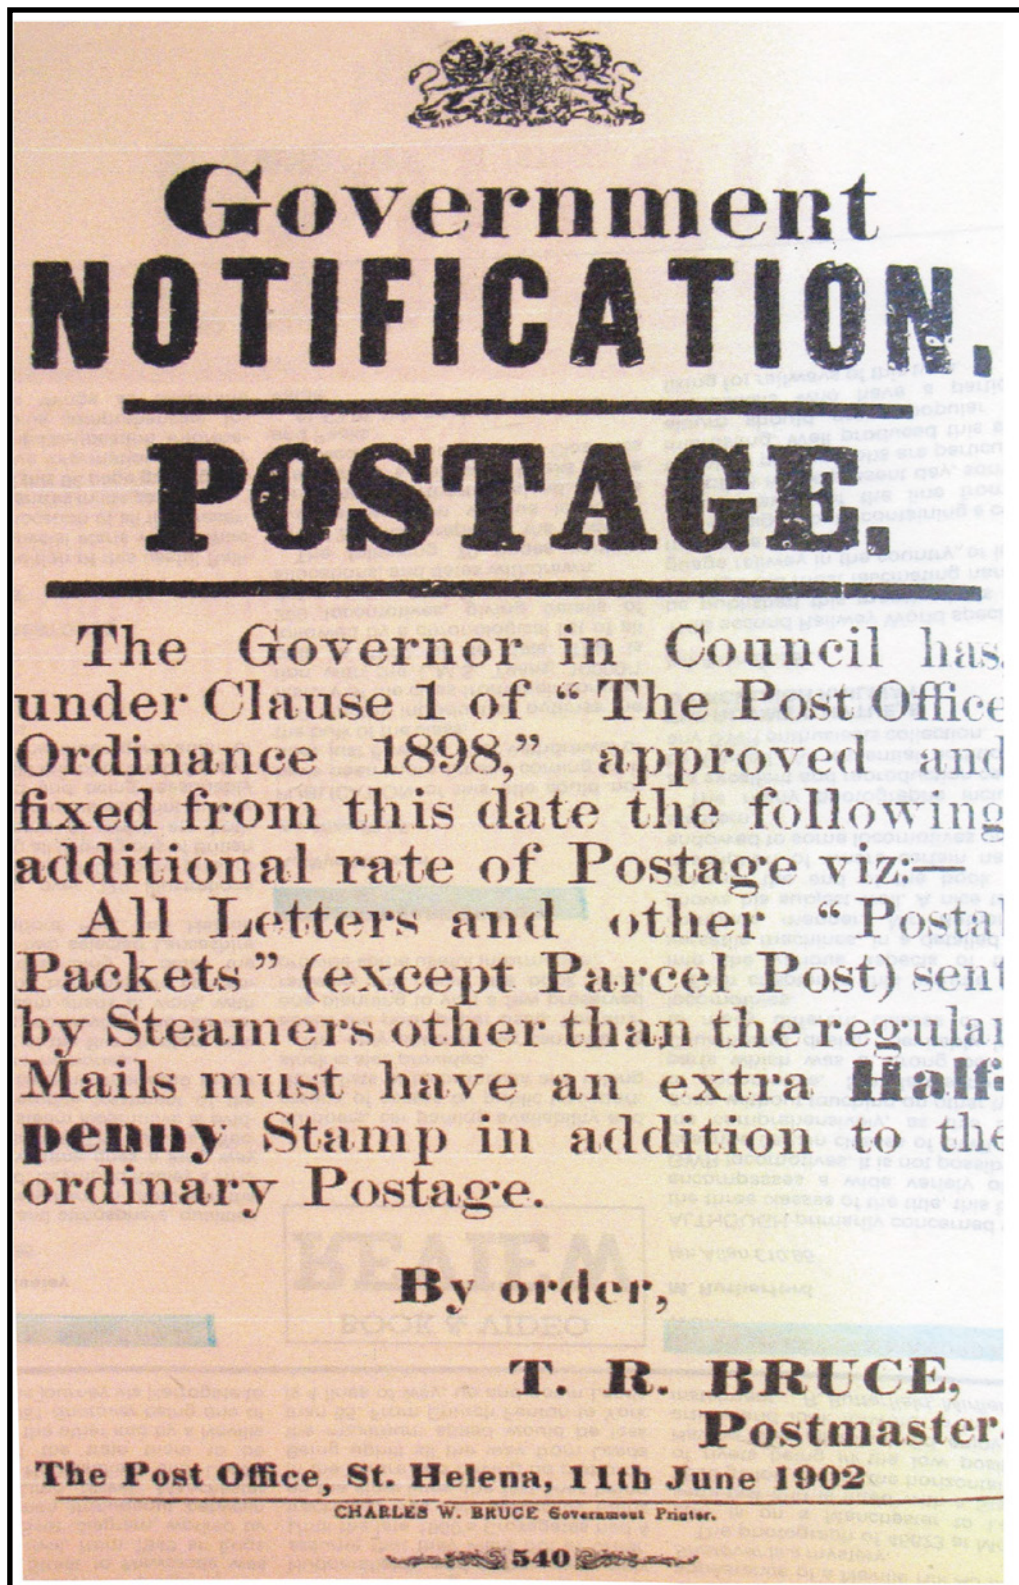 Government
NOTIFICATION.
POSTAGE.
The Governor in Council has,
under Clause 1 of “The Post Office
Ordinance 1898,” approved and
fixed from this date the following
additional rate of Postage viz:—
All Letters and other “Postal
Packets” (except Parcel Post) sent
by Steamers other than the regular
Mails must have an extra Half-
penny Stamp in addition to the
ordinary Postage.
By order,
T. R. BRUCE,
Postmaster.
The Post Office, St. Helena, 11th June 1902
CHARLES W. BRUCE Government Printer.
540